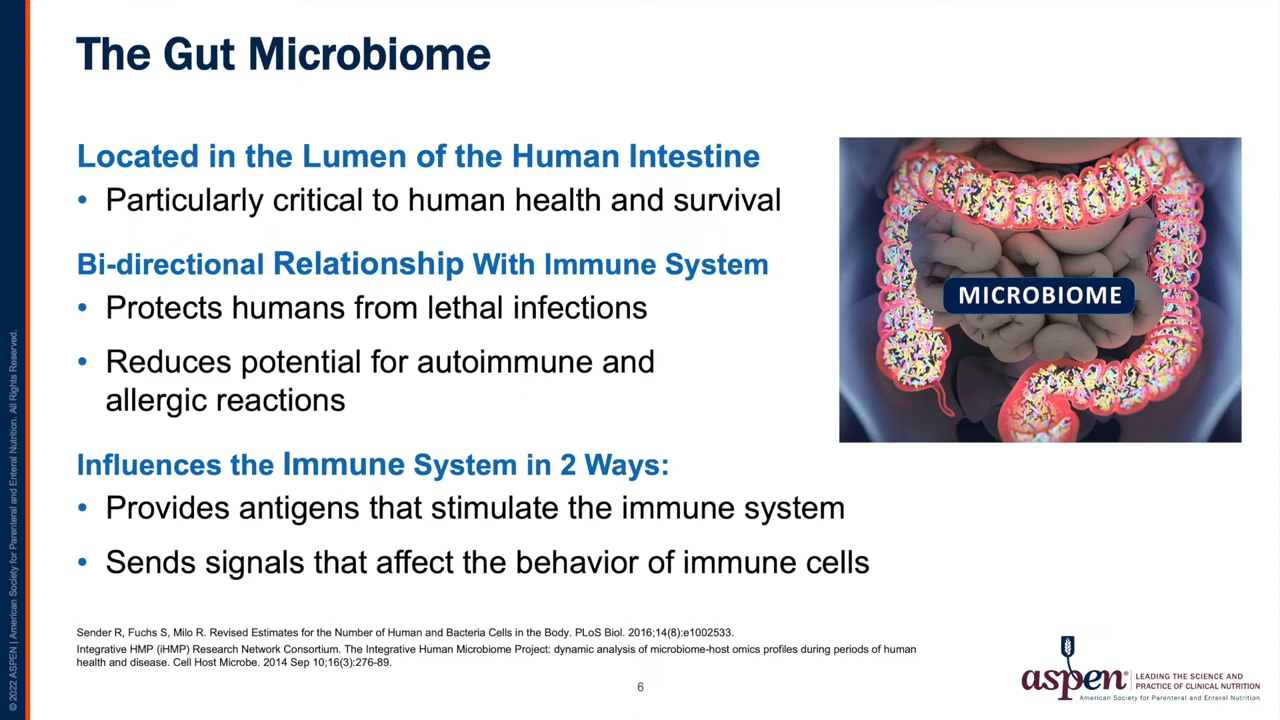 The Gut Microbiome
Located in the Lumen of the Human Intestine
• Particularly critical to human health and survival
Bi-directional Relationship With Immune System
• Protects humans from lethal infections
• Reduces potential for autoimmune and
allergic reactions
Influences the Immune System in 2 Ways:
• Provides antigens that stimulate the immune system
• Sends signals that affect the behavior of immune cells
MICROBIOME
Sender R, Fuchs S, Milo R. Revised Estimates for the Number of Human and Bacteria Cells in the Body. PLoS Biol. 2016;14(8):e1002533.
Integrative HMP (iHMP) Research Network Consortium. The Integrative Human Microbiome Project: dynamic analysis of microbiome-host omics profiles during periods of human
health and disease. Cell Host Microbe. 2014 Sep 10;16(3):276-89.
6
aspen®
LEADING THE SCIENCE AND
PRACTICE OF CLINICAL NUTRITION
American Society for Parenteral and Enteral Nutrition
© 2022 ASPEN | American Society for Parenteral and Enteral Nutrition. All Rights Reserved.